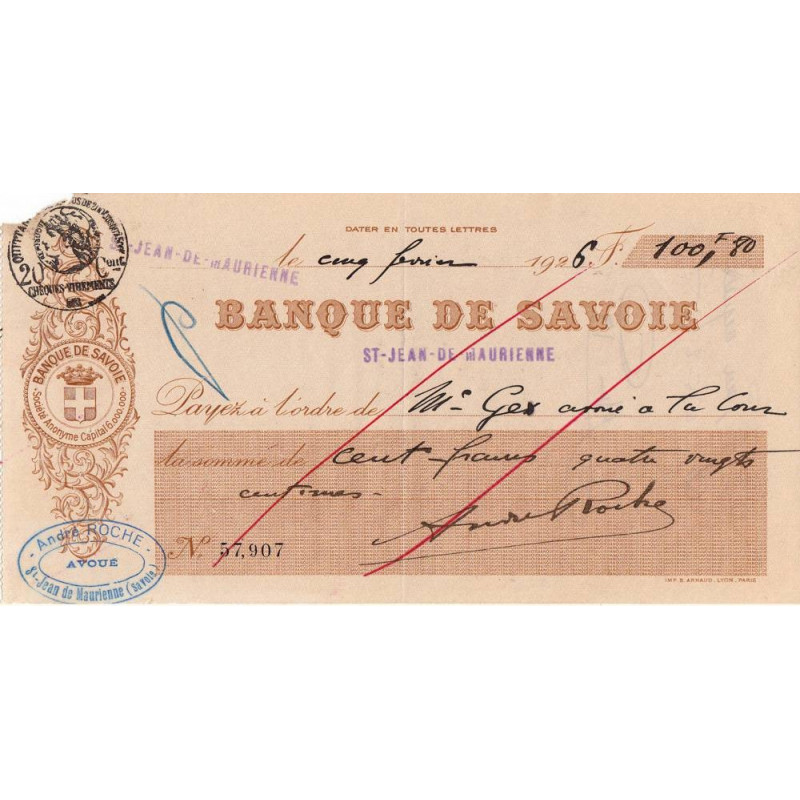 DATER EN TOUTES LETTRES
ST-JEAN-DE-MAURIENNE
le cinq février 1926 F. 100F,80
20 Cent
CHÈQUES-VIREMENTS
BANQUE DE SAVOIE
ST-JEAN-DE-MAURIENNE
BANQUE DE SAVOIE
Société Anonyme Capital 6.000.000
Payez à l'ordre de Me Gex avoué à la Cour
la somme de cent francs quatre vingts
centimes-
André Roche
N. 57,907
- André ROCHE -
AVOUÉ
St-Jean de Maurienne (Savoie)
IMP. E. ARNAUD, LYON, PARIS